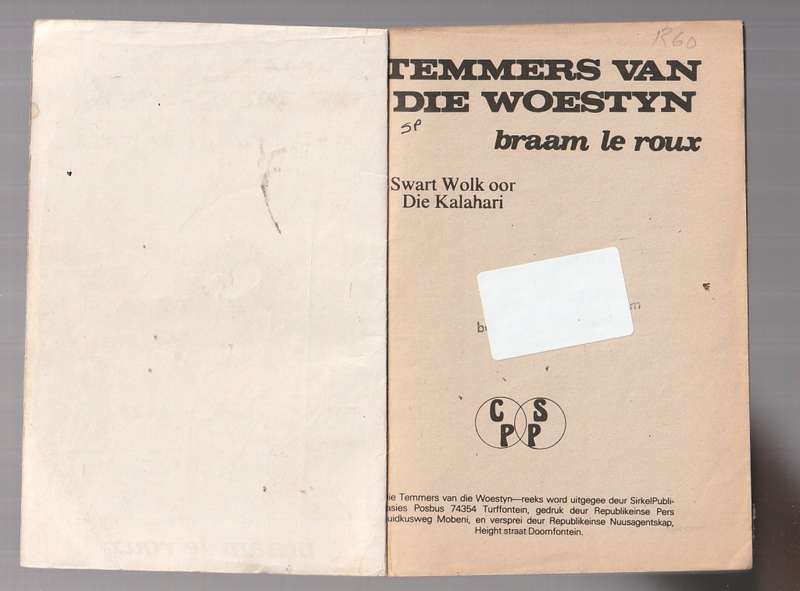 R60
TEMMERS VAN
DIE WOESTYN
SP
braam le roux
Swart Wolk oor
Die Kalahari
C S
P P
ie Temmers van die Woestyn—reeks word uitgegee deur SirkelPubli-
asies Posbus 74354 Turffontein, gedruk deur Republikeinse Pers
uidkusweg Mobeni, en versprei deur Republikeinse Nuusagentskap,
Height straat Doornfontein.